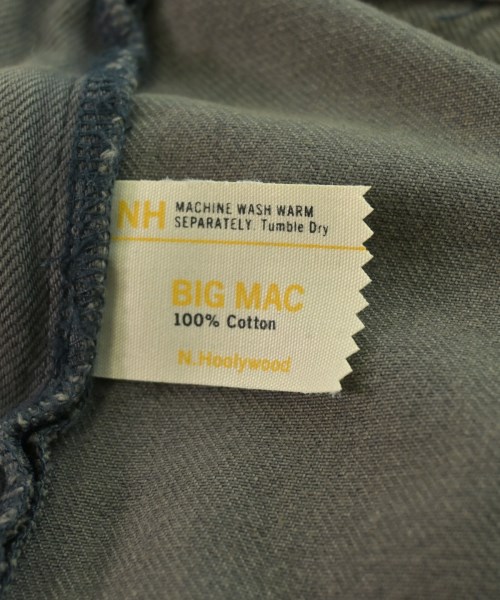 NH MACHINE WASH WARM
SEPARATELY. Tumble Dry
BIG MAC
100% Cotton
N.Hoolywood